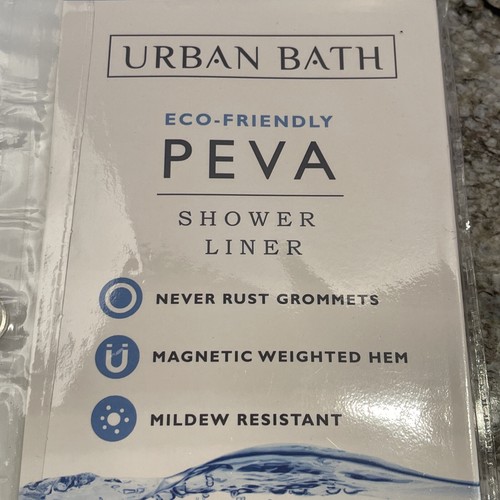 URBAN BATH
ECO-FRIENDLY
PEVA
SHOWER
LINER
NEVER RUST GROMMETS
MAGNETIC WEIGHTED HEM
MILDEW RESISTANT